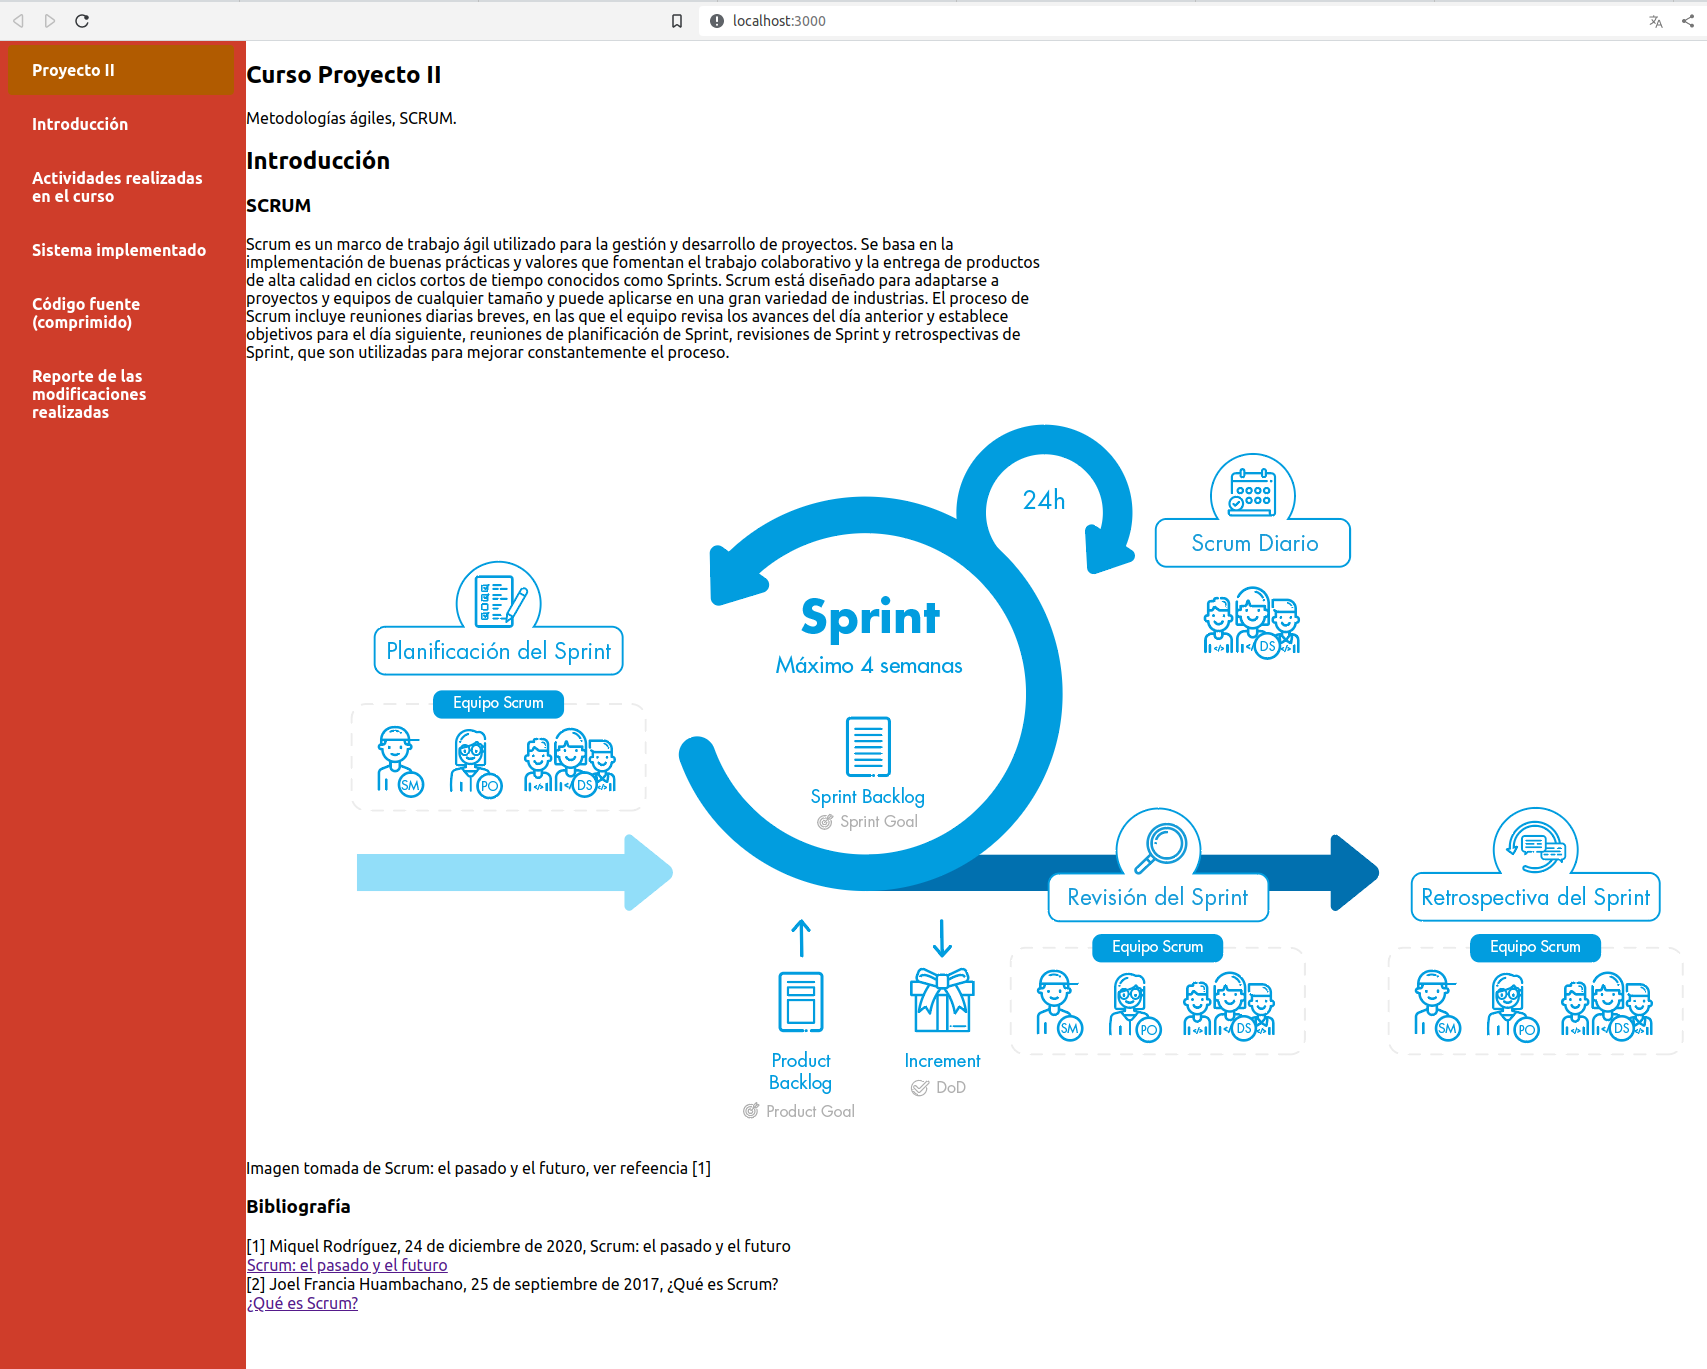 localhost:3000
Proyecto II
Introducción
Actividades realizadas
en el curso
Sistema implementado
Código fuente
(comprimido)
Reporte de las
modificaciones
realizadas
Curso Proyecto II
Metodologías ágiles, SCRUM.
Introducción
SCRUM
Scrum es un marco de trabajo ágil utilizado para la gestión y desarrollo de proyectos. Se basa en la
implementación de buenas prácticas y valores que fomentan el trabajo colaborativo y la entrega de productos
de alta calidad en ciclos cortos de tiempo conocidos como Sprints. Scrum está diseñado para adaptarse a
proyectos y equipos de cualquier tamaño y puede aplicarse en una gran variedad de industrias. El proceso de
Scrum incluye reuniones diarias breves, en las que el equipo revisa los avances del día anterior y establece
objetivos para el día siguiente, reuniones de planificación de Sprint, revisiones de Sprint y retrospectivas de
Sprint, que son utilizadas para mejorar constantemente el proceso.
24h
Scrum Diario
DS
Planificación del Sprint
Equipo Scrum
SM PO DS
Sprint
Máximo 4 semanas
Sprint Backlog
Sprint Goal
Revisión del Sprint
Equipo Scrum
SM PO DS
Retrospectiva del Sprint
Equipo Scrum
SM PO DS
Product
Backlog
Product Goal
Increment
DoD
Imagen tomada de Scrum: el pasado y el futuro, ver refeencia [1]
Bibliografía
[1] Miquel Rodríguez, 24 de diciembre de 2020, Scrum: el pasado y el futuro
Scrum: el pasado y el futuro
[2] Joel Francia Huambachano, 25 de septiembre de 2017, ¿Qué es Scrum?
¿Qué es Scrum?